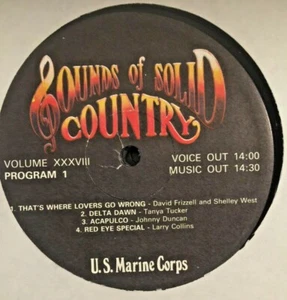 SOUNDS of SOLID
COUNTRY
VOLUME XXXVIII VOICE OUT 14:00
PROGRAM 1 MUSIC OUT 14:30
1. THAT'S WHERE LOVERS GO WRONG - David Frizzell and Shelley West
2. DELTA DAWN - Tanya Tucker
3. ACAPULCO - Johnny Duncan
4. RED EYE SPECIAL - Larry Collins
U.S. Marine Corps